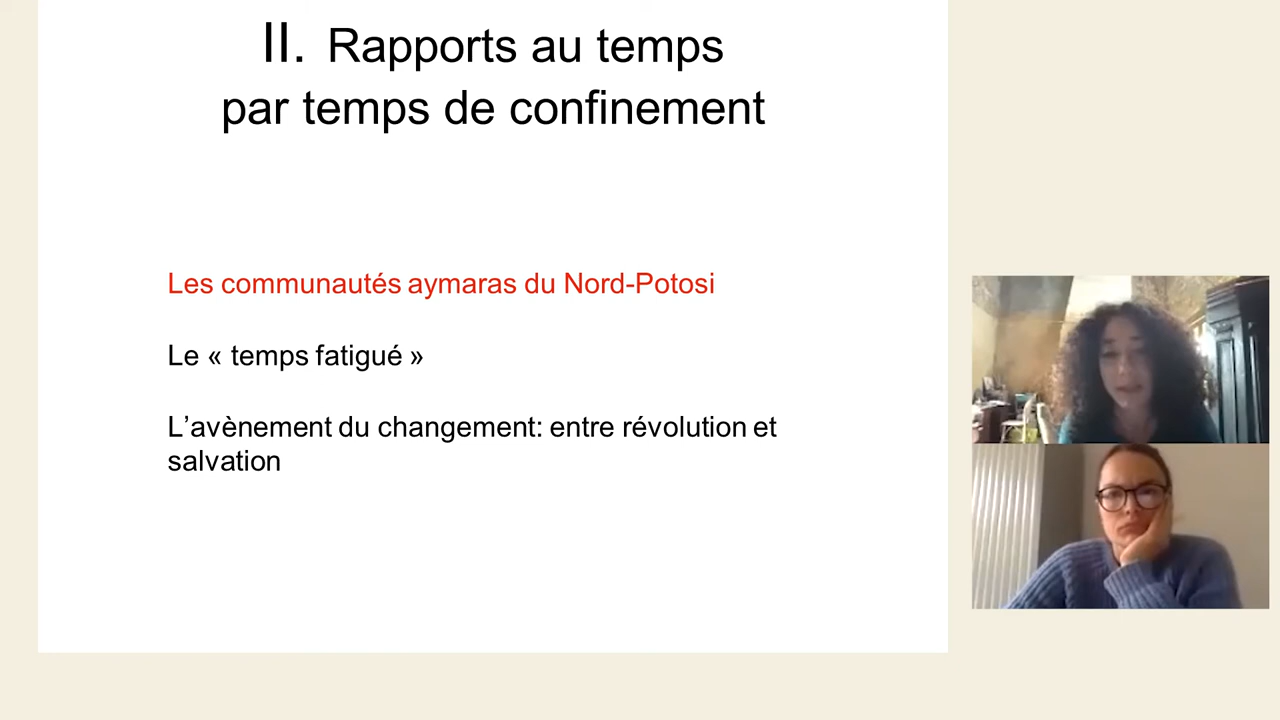 II. Rapports au temps
par temps de confinement
Les communautés aymaras du Nord-Potosi
Le « temps fatigué »
L’avènement du changement: entre révolution et
salvation